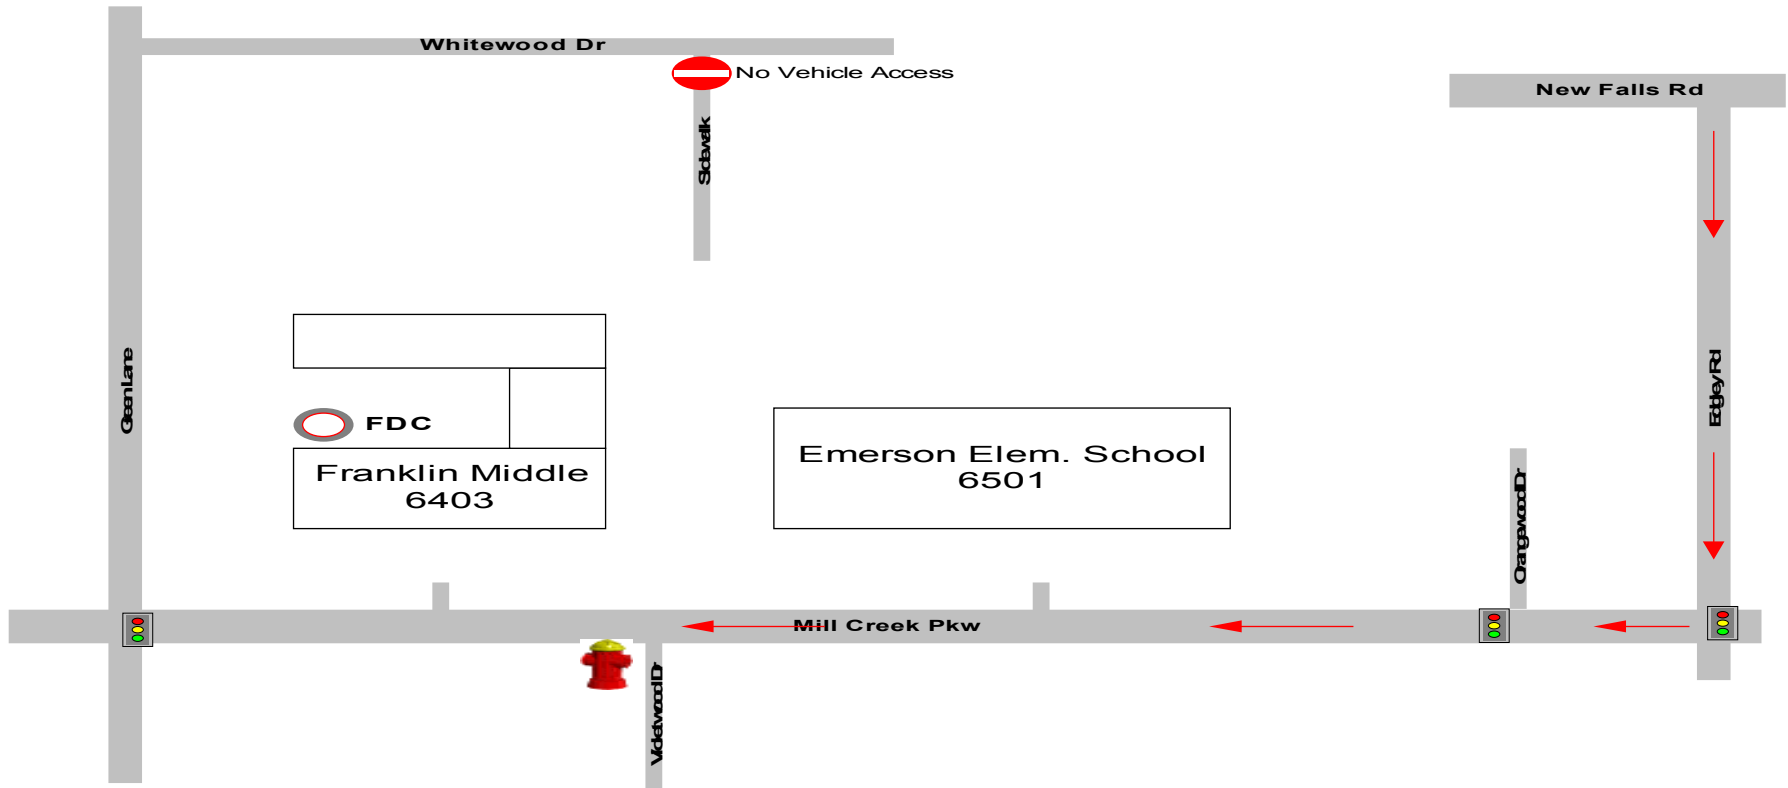 Whitewood Dr
No Vehicle Access
New Falls Rd
Sidewalk
Green Lane
Edgley Rd
FDC
Franklin Middle
6403
Emerson Elem. School
6501
Orangewood Dr
Mill Creek Pkw
Violetwood Dr